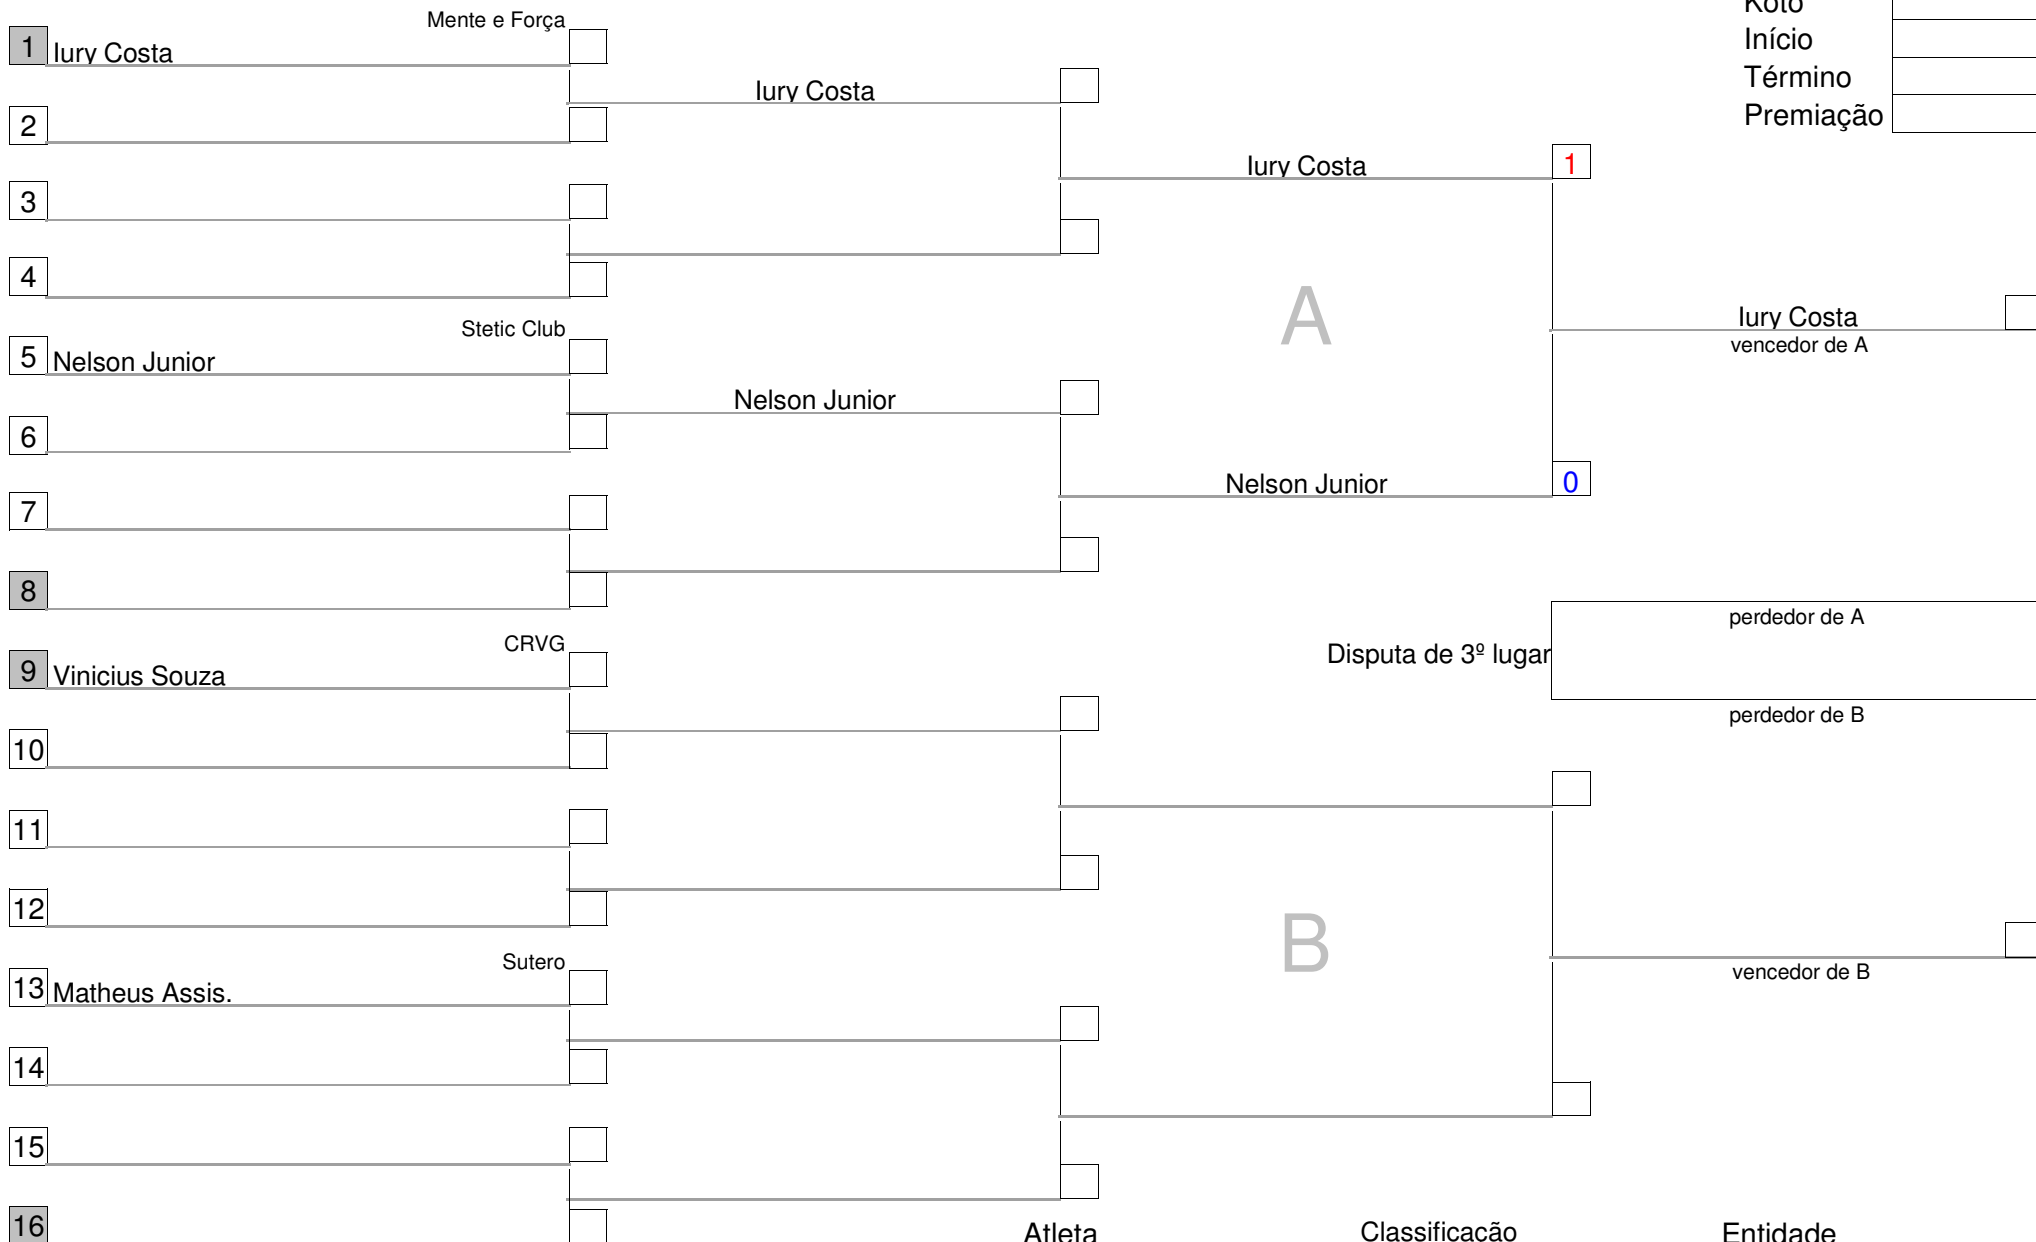 Koto
Mente e Força
1 Iury Costa
Início
Iury Costa
Término
2
Premiação
Iury Costa 1
3
4
A
Iury Costa
vencedor de A
Stetic Club
5 Nelson Junior
Nelson Junior
6
Nelson Junior 0
7
8
perdedor de A
CRVG
Disputa de 3º lugar
9 Vinicius Souza
perdedor de B
10
11
12
B
Sutero
vencedor de B
13 Matheus Assis.
14
15
16
Atleta Classificação Entidade